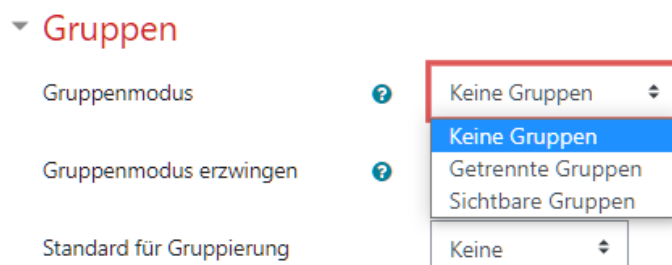 Gruppen
Gruppenmodus
Keine Gruppen
Keine Gruppen
Getrennte Gruppen
Sichtbare Gruppen
Gruppenmodus erzwingen
Standard für Gruppierung
Keine